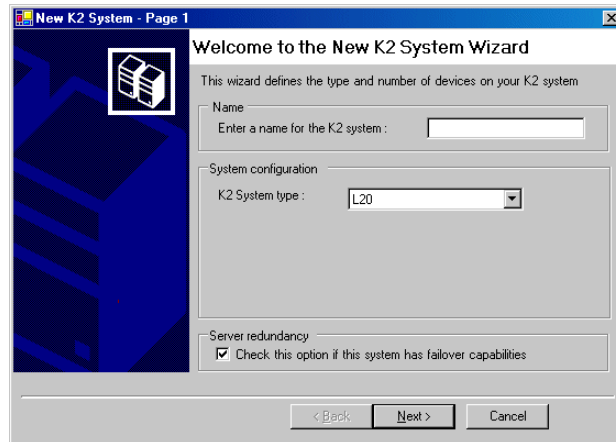 New K2 System - Page 1
Welcome to the New K2 System Wizard
This wizard defines the type and number of devices on your K2 system
Name
Enter a name for the K2 system :
System configuration
K2 System type :
L20
Server redundancy
Check this option if this system has failover capabilities
< Back
Next >
Cancel